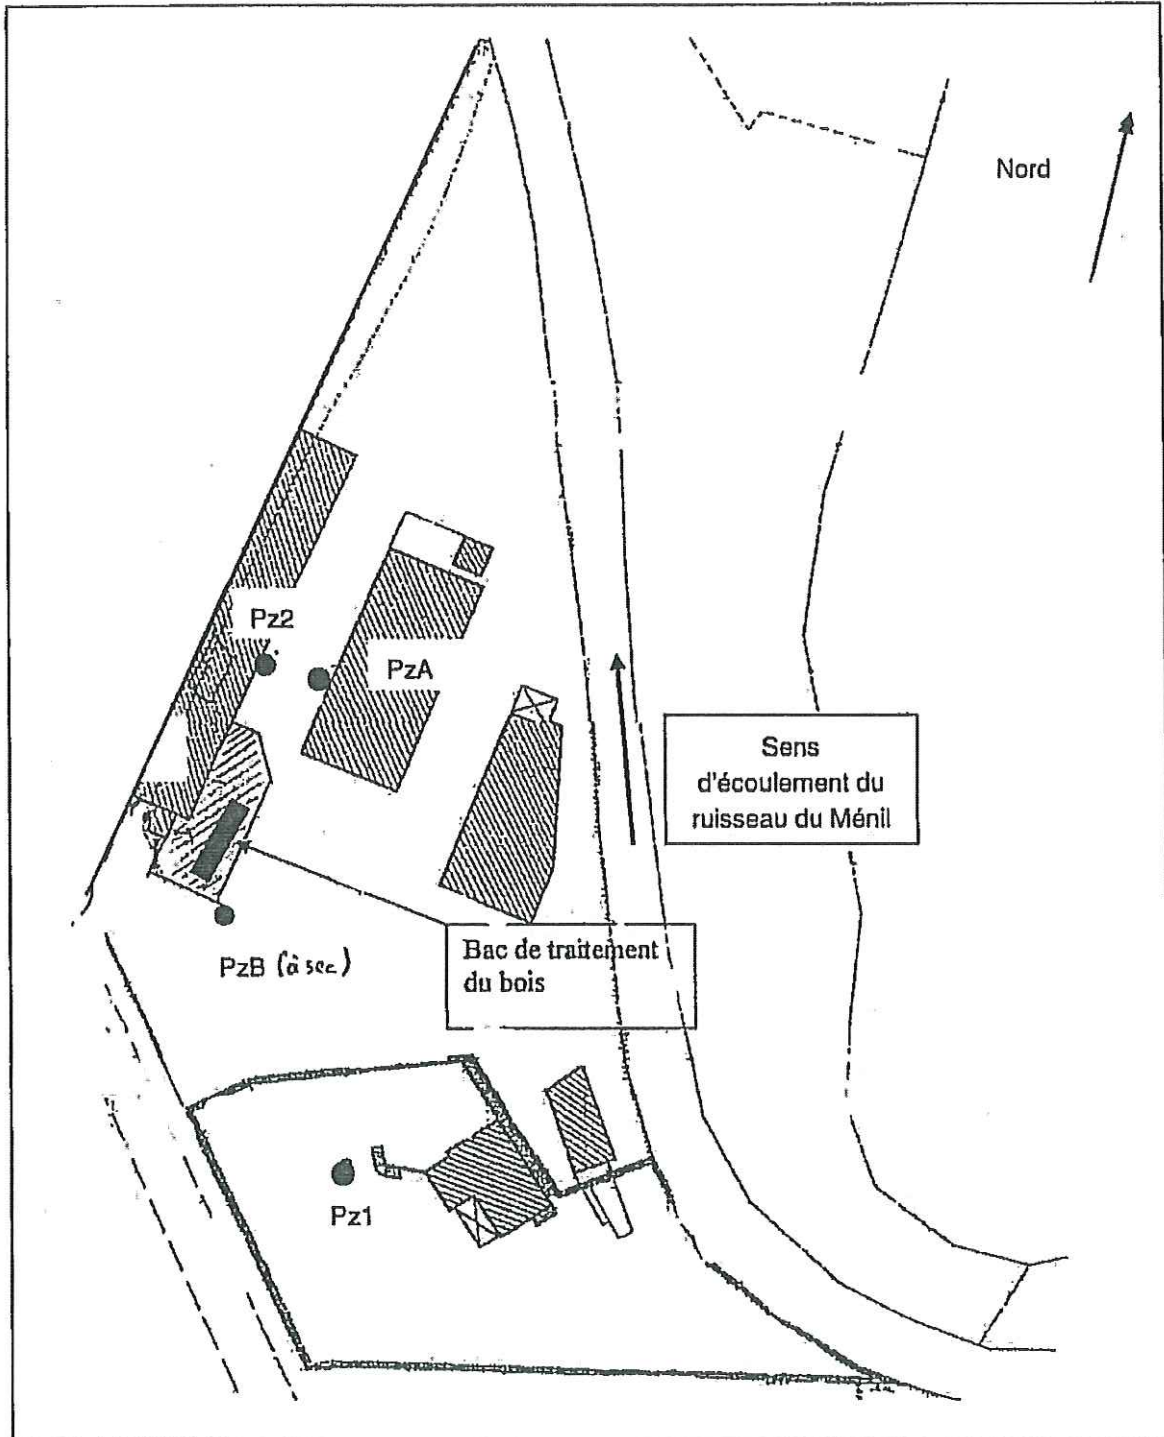 Nord
Pz2
PzA
Sens
d'écoulement du
ruisseau du Ménil
Bac de traitement
du bois
PzB (à sec)
Pz1